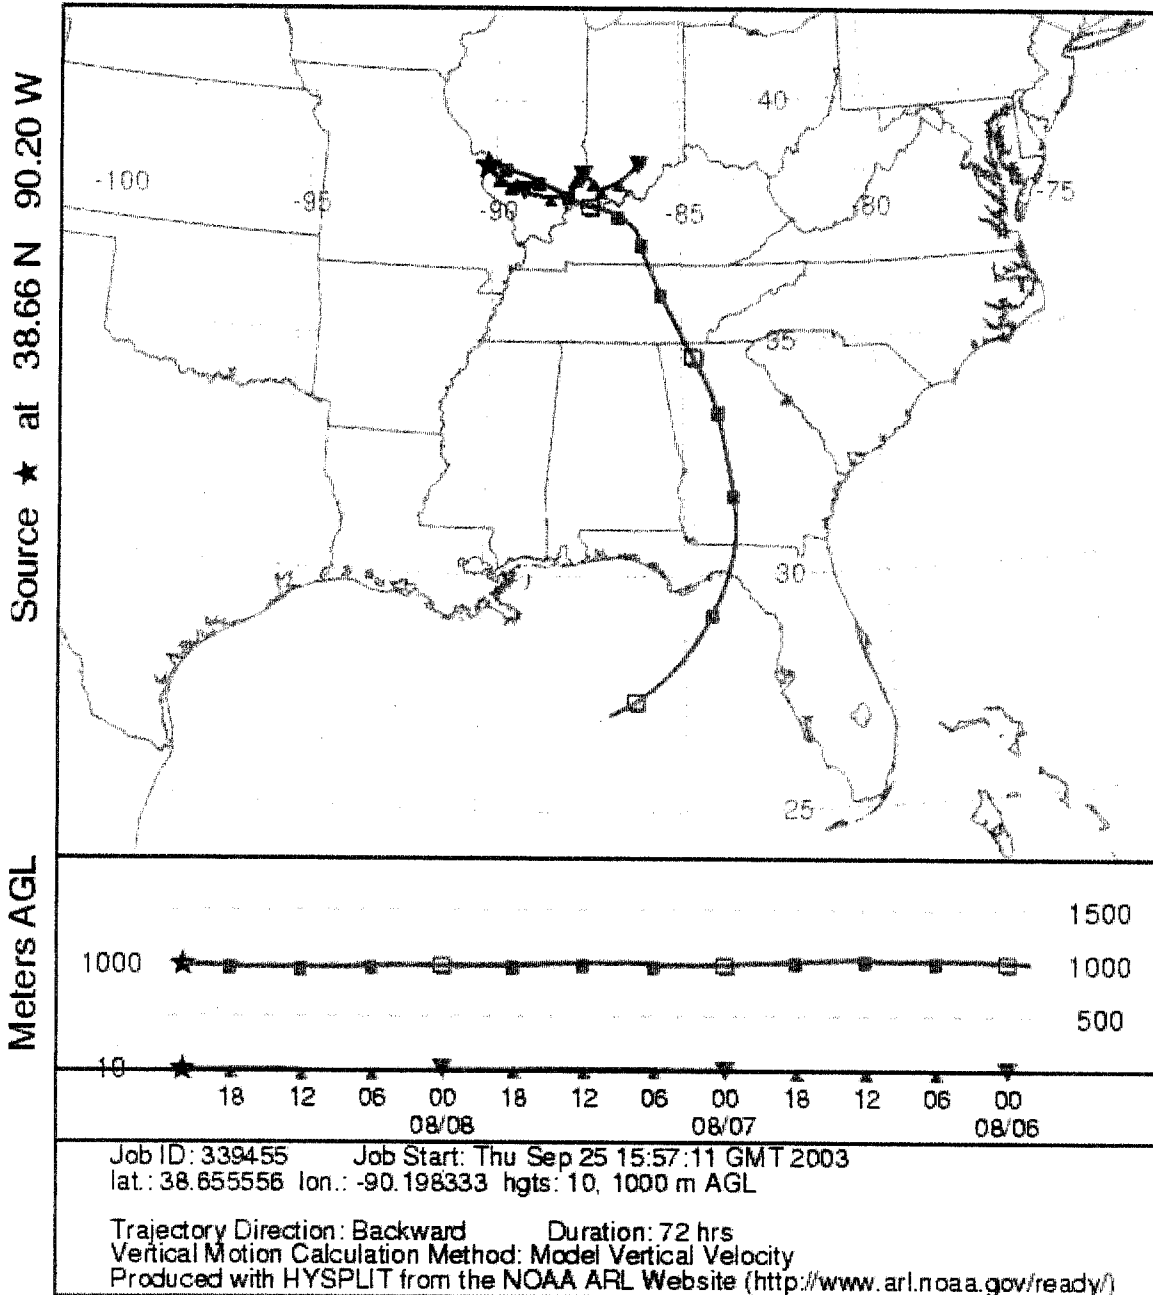 Source ★ at 38.66 N 90.20 W
40
-100
-95
-90
-85
-80
-75
35
30
25
Meters AGL
1500
1000
1000
500
10
18 12 06 00 18 12 06 00 18 12 06 00
08/08 08/07 08/06
Job ID: 339455 Job Start: Thu Sep 25 15:57:11 GMT 2003
lat.: 38.655556 lon.: -90.198333 hgts: 10, 1000 m AGL
Trajectory Direction: Backward Duration: 72 hrs
Vertical Motion Calculation Method: Model Vertical Velocity
Produced with HYSPLIT from the NOAA ARL Website (http://www.arl.noaa.gov/ready/)